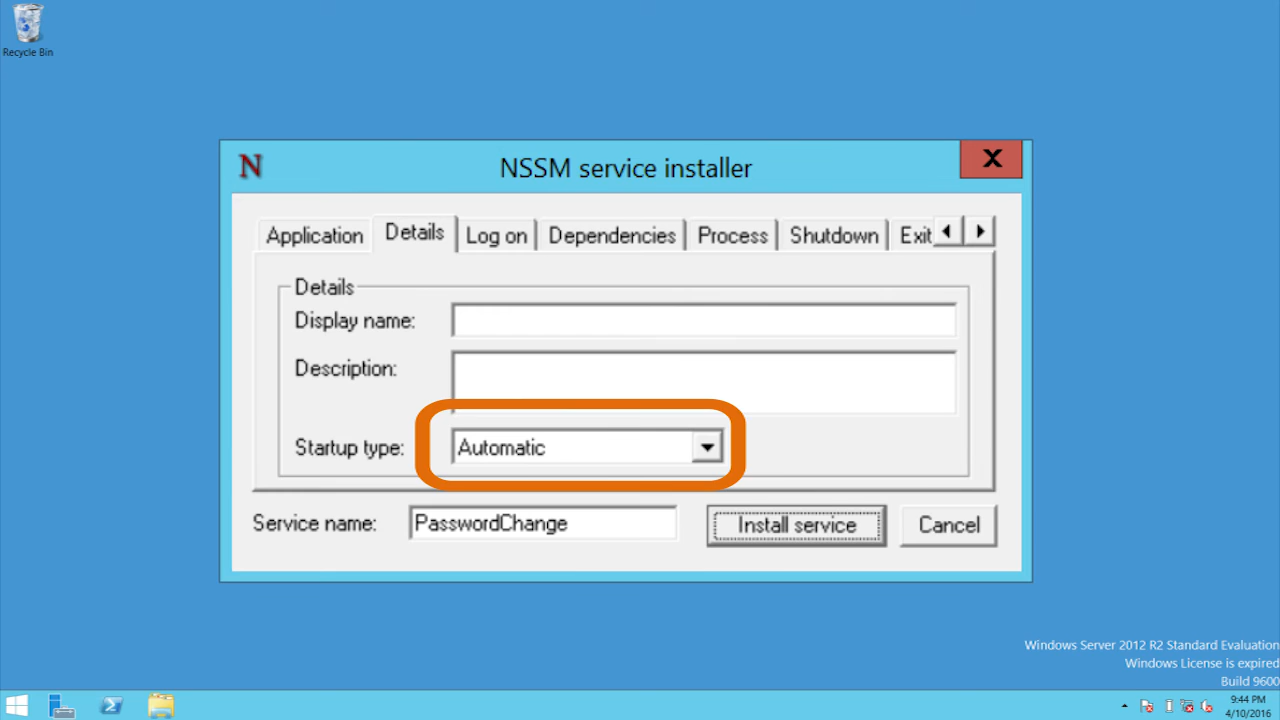 Recycle Bin
N
NSSM service installer
X
Application Details Log on Dependencies Process Shutdown Exit
Details
Display name:
Description:
Startup type: Automatic
Service name: PasswordChange Install service Cancel
Windows Server 2012 R2 Standard Evaluation
Windows License is expired
Build 9600
9:44 PM
4/10/2016